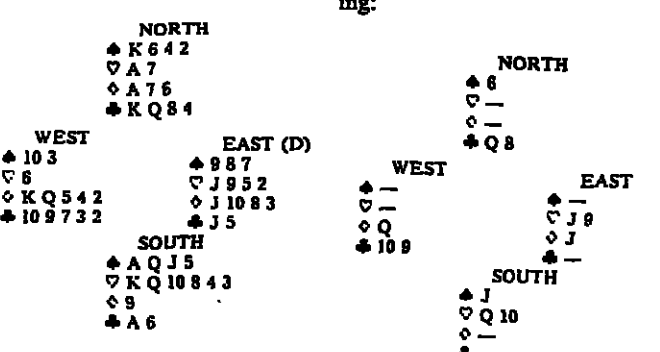 ing:
NORTH
♠ K 6 4 2
♡ A 7
◇ A 7 6
♣ K Q 8 4
WEST
♠ 10 3
♡ 6
◇ K Q 5 4 2
♣ 10 9 7 3 2
EAST (D)
♠ 9 8 7
♡ J 9 5 2
◇ J 10 8 3
♣ J 5
SOUTH
♠ A Q J 5
♡ K Q 10 8 4 3
◇ 9
♣ A 6
NORTH
♠ 6
♡ —
◇ —
♣ Q 8
WEST
♠ —
♡ —
◇ Q
♣ 10 9
EAST
♠ —
♡ J 9
◇ J
♣ —
SOUTH
♠ J
♡ Q 10
◇ —